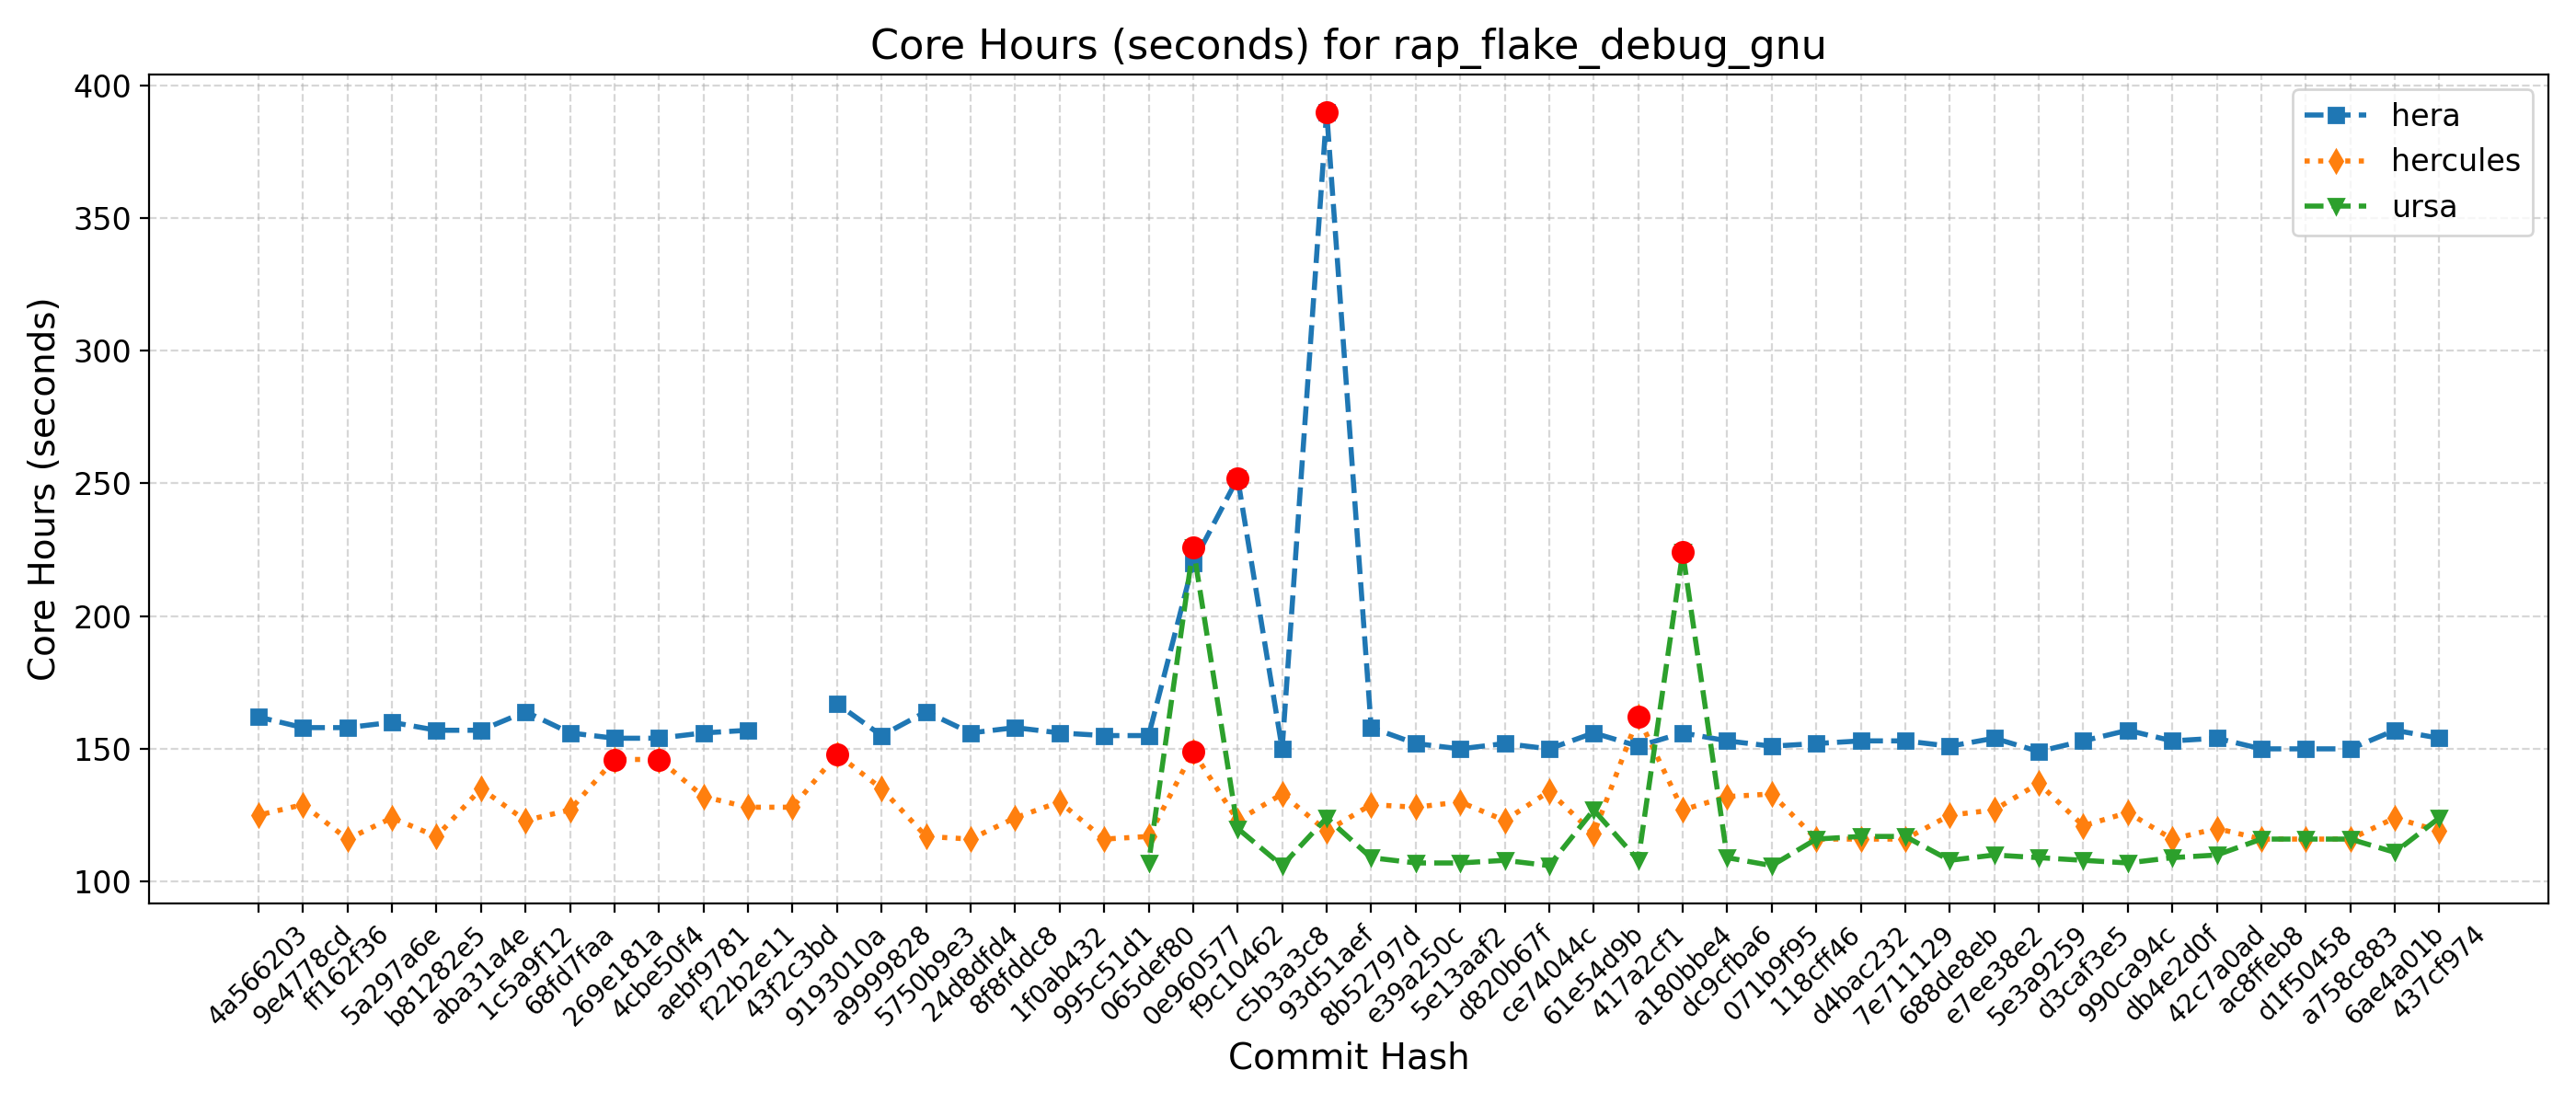 Core Hours (seconds) for rap_flake_debug_gnu
Core Hours (seconds)
400
350
300
250
200
150
100
hera
hercules
ursa
4a566203
9e4778cd
ff162f36
5a297a6e
b81282e5
aba31a4e
1c5a9f12
68fd7faa
269e181a
4cbe50f4
aebf9781
f22b2e11
43f2c3bd
9193010a
a9999828
5750b9e3
24d8dfd4
8f8fddc8
1f0ab432
995c51d1
065def80
0e960577
f9c10462
c5b3a3c8
93d51aef
8b52797d
e39a250c
5e13aaf2
d820b67f
ce74044c
61e54d9b
417a2cf1
a180bbe4
dc9cfba6
071b9f95
118cff46
d4bac232
7e711129
688de8eb
e7ee38e2
5e3a9259
d3caf3e5
990ca94c
db4e2d0f
42c7a0ad
ac8ffeb8
d1f50458
a758c883
6ae4a01b
437cf974
Commit Hash